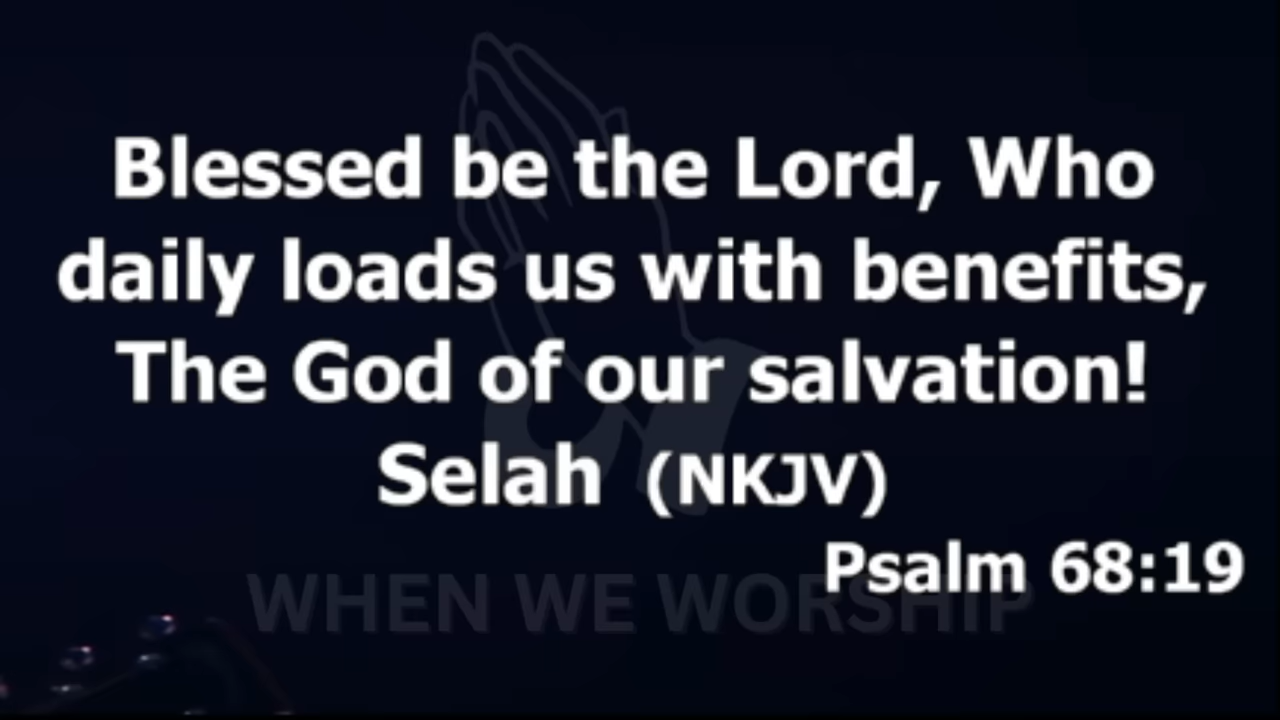 Blessed be the Lord, Who
daily loads us with benefits,
The God of our salvation!
Selah (NKJV)
Psalm 68:19
WHEN WE WORSHIP